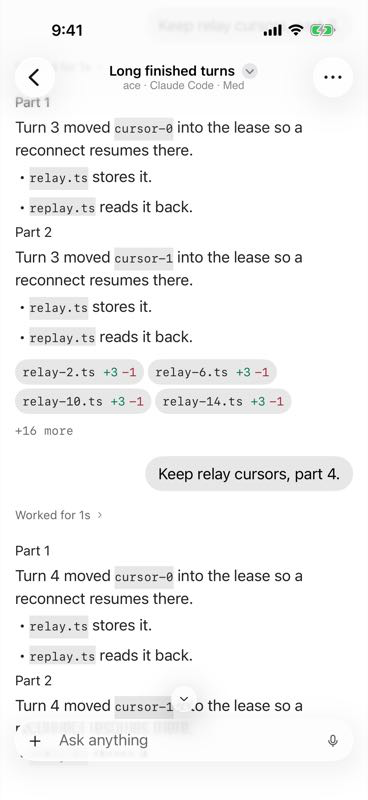 9:41
Long finished turns
ace · Claude Code · Med
Part 1
Turn 3 moved cursor-0 into the lease so a
reconnect resumes there.
• relay.ts stores it.
• replay.ts reads it back.
Part 2
Turn 3 moved cursor-1 into the lease so a
reconnect resumes there.
• relay.ts stores it.
• replay.ts reads it back.
relay-2.ts +3 -1 relay-6.ts +3 -1
relay-10.ts +3 -1 relay-14.ts +3 -1
+16 more
Keep relay cursors, part 4.
Worked for 1s >
Part 1
Turn 4 moved cursor-0 into the lease so a
reconnect resumes there.
• relay.ts stores it.
• replay.ts reads it back.
Part 2
Turn 4 moved cursor-1 to the lease so a
Ask anything